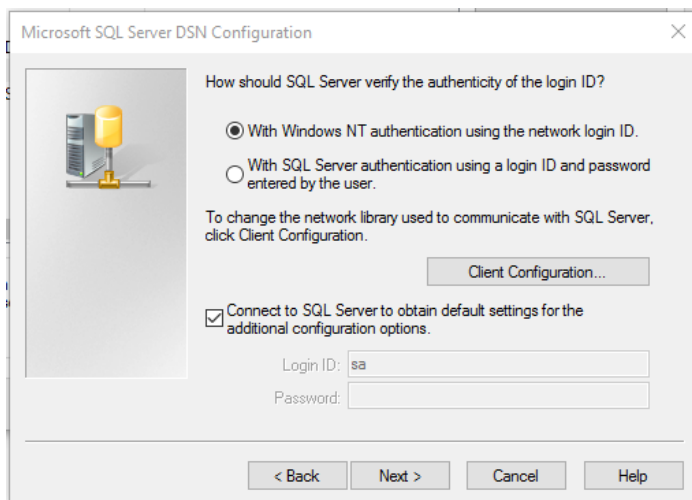 Microsoft SQL Server DSN Configuration
How should SQL Server verify the authenticity of the login ID?
With Windows NT authentication using the network login ID.
With SQL Server authentication using a login ID and password
entered by the user.
To change the network library used to communicate with SQL Server,
click Client Configuration.
Client Configuration...
Connect to SQL Server to obtain default settings for the
additional configuration options.
Login ID: sa
Password:
< Back Next > Cancel Help